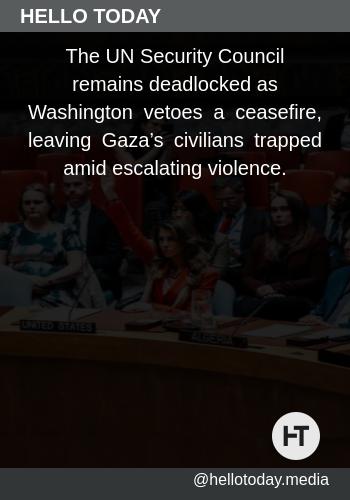 HELLO TODAY
The UN Security Council
remains deadlocked as
Washington vetoes a ceasefire,
leaving Gaza’s civilians trapped
amid escalating violence.
UNITED STATES
ALGERIA
HT
@hellotoday.media